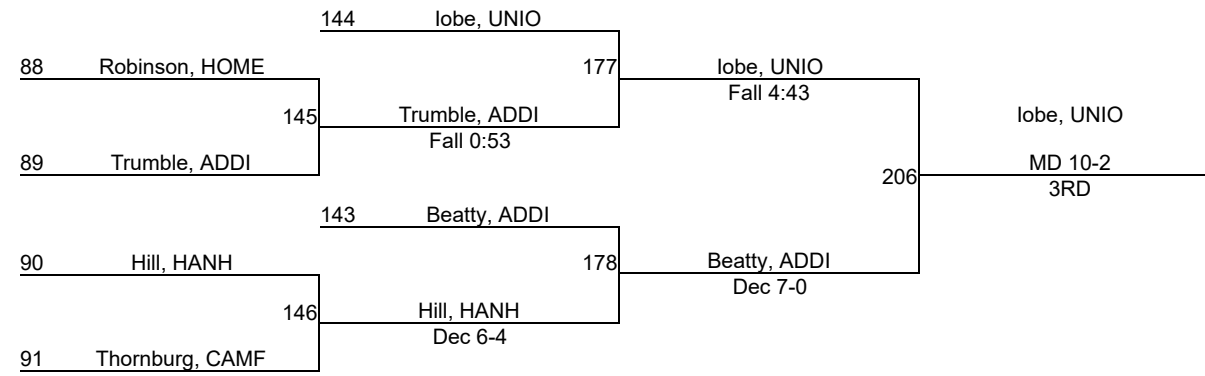 144 Iobe, UNIO
88 Robinson, HOME
177
Iobe, UNIO
Fall 4:43
145
Trumble, ADDI
Fall 0:53
Iobe, UNIO
89 Trumble, ADDI
206
MD 10-2
3RD
143 Beatty, ADDI
90 Hill, HANH
178
Beatty, ADDI
Dec 7-0
146
Hill, HANH
Dec 6-4
91 Thornburg, CAMF